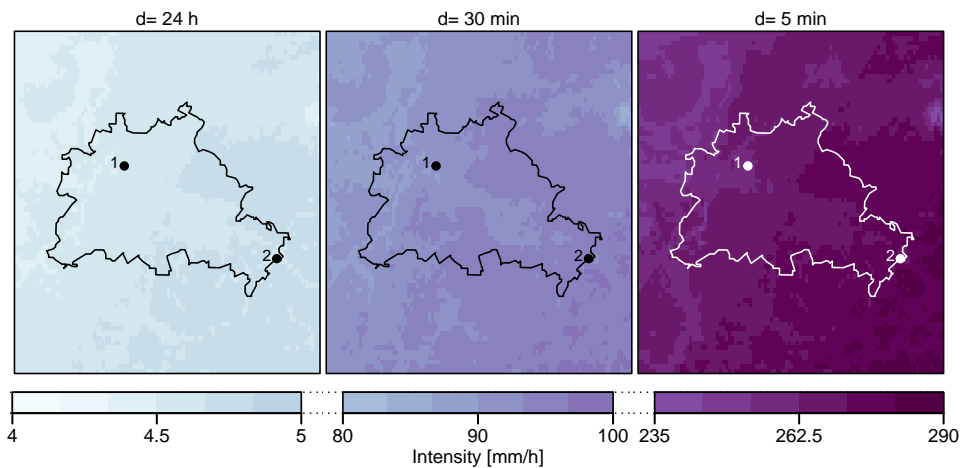 d= 24 h d= 30 min d= 5 min
1 1 1
2 2 2
4 4.5 5 80 90 100 235 262.5 290
Intensity [mm/h]